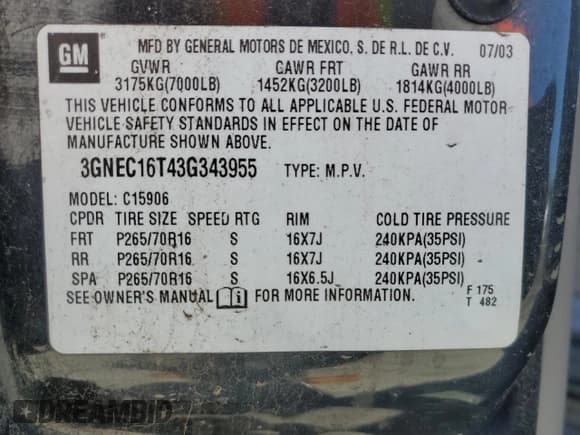 GM
MFD BY GENERAL MOTORS DE MEXICO, S. DE R.L. DE C.V. 07/03
GVWR GAWR FRT GAWR RR
3175KG(7000LB) 1452KG(3200LB) 1814KG(4000LB)
THIS VEHICLE CONFORMS TO ALL APPLICABLE U.S. FEDERAL MOTOR
VEHICLE SAFETY STANDARDS IN EFFECT ON THE DATE OF
MANUFACTURE SHOWN ABOVE.
3GNEC16T43G343955 TYPE: M.P.V.
MODEL: C15906
CPDR TIRE SIZE SPEED RTG RIM COLD TIRE PRESSURE
FRT P265/70R16 S 16X7J 240KPA(35PSI)
RR P265/70R16 S 16X7J 240KPA(35PSI)
SPA P265/70R16 S 16X6.5J 240KPA(35PSI)
SEE OWNER'S MANUAL i FOR MORE INFORMATION.
F 175
T 482
DREAMBID